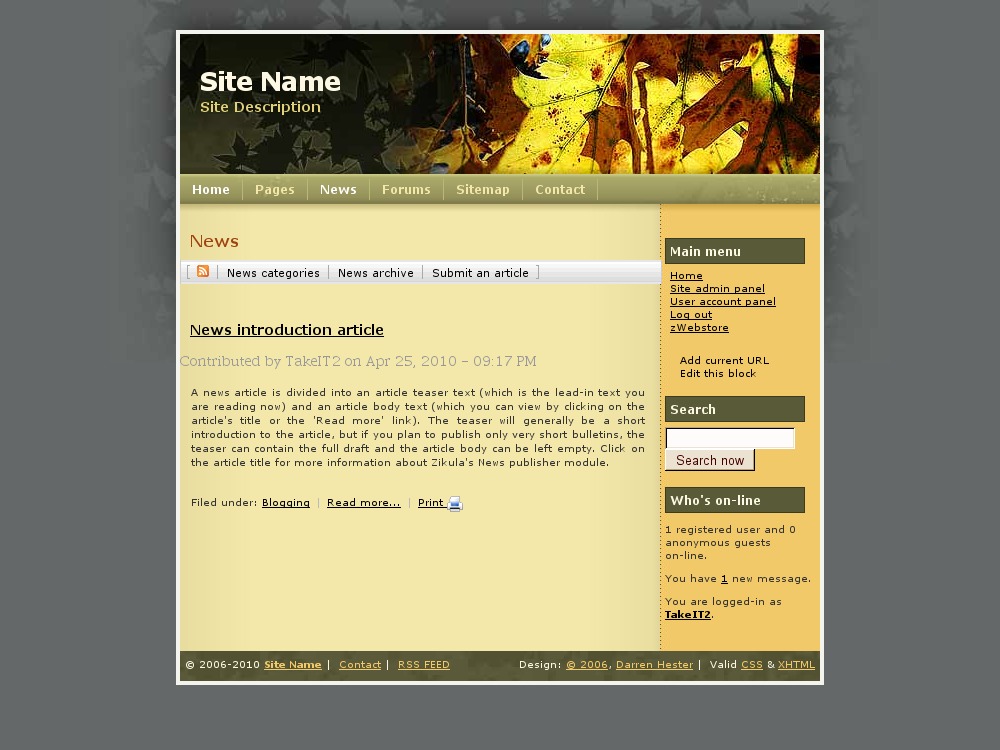 Site Name
Site Description
Home Pages News Forums Sitemap Contact
News
News categories News archive Submit an article
News introduction article
Contributed by TakeIT2 on Apr 25, 2010 - 09:17 PM
A news article is divided into an article teaser text (which is the lead-in text you
are reading now) and an article body text (which you can view by clicking on the
article's title or the 'Read more' link). The teaser will generally be a short
introduction to the article, but if you plan to publish only very short bulletins, the
teaser can contain the full draft and the article body can be left empty. Click on
the article title for more information about Zikula's News publisher module.
Filed under: Blogging | Read more... | Print
Main menu
Home
Site admin panel
User account panel
Log out
zWebstore
Add current URL
Edit this block
Search
Search now
Who's on-line
1 registered user and 0
anonymous guests
on-line.
You have 1 new message.
You are logged-in as
TakeIT2.
© 2006-2010 Site Name | Contact | RSS FEED
Design: © 2006, Darren Hester | Valid CSS & XHTML